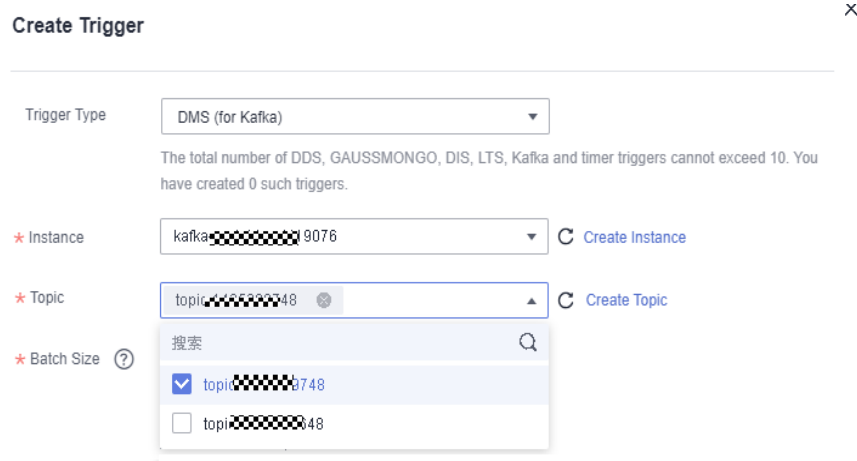 Create Trigger
Trigger Type
DMS (for Kafka)
The total number of DDS, GAUSSMONGO, DIS, LTS, Kafka and timer triggers cannot exceed 10. You
have created 0 such triggers.
* Instance
9076
Create Instance
* Topic
Create Topic
搜索
* Batch Size ?